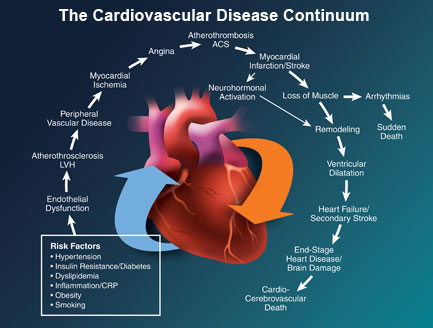 The Cardiovascular Disease Continuum
Atherothrombosis
ACS
Angina
Myocardial
Infarction/Stroke
Myocardial
Ischemia
Neurohormonal
Activation
Loss of Muscle
Arrhythmias
Peripheral
Vascular Disease
Remodeling
Sudden
Death
Atherothrosclerosis
LVH
Ventricular
Dilatation
Endothelial
Dysfunction
Heart Failure/
Secondary Stroke
Risk Factors
• Hypertension
• Insulin Resistance/Diabetes
• Dyslipidemia
• Inflammation/CRP
• Obesity
• Smoking
End-Stage
Heart Disease/
Brain Damage
Cardio-
Cerebrovascular
Death